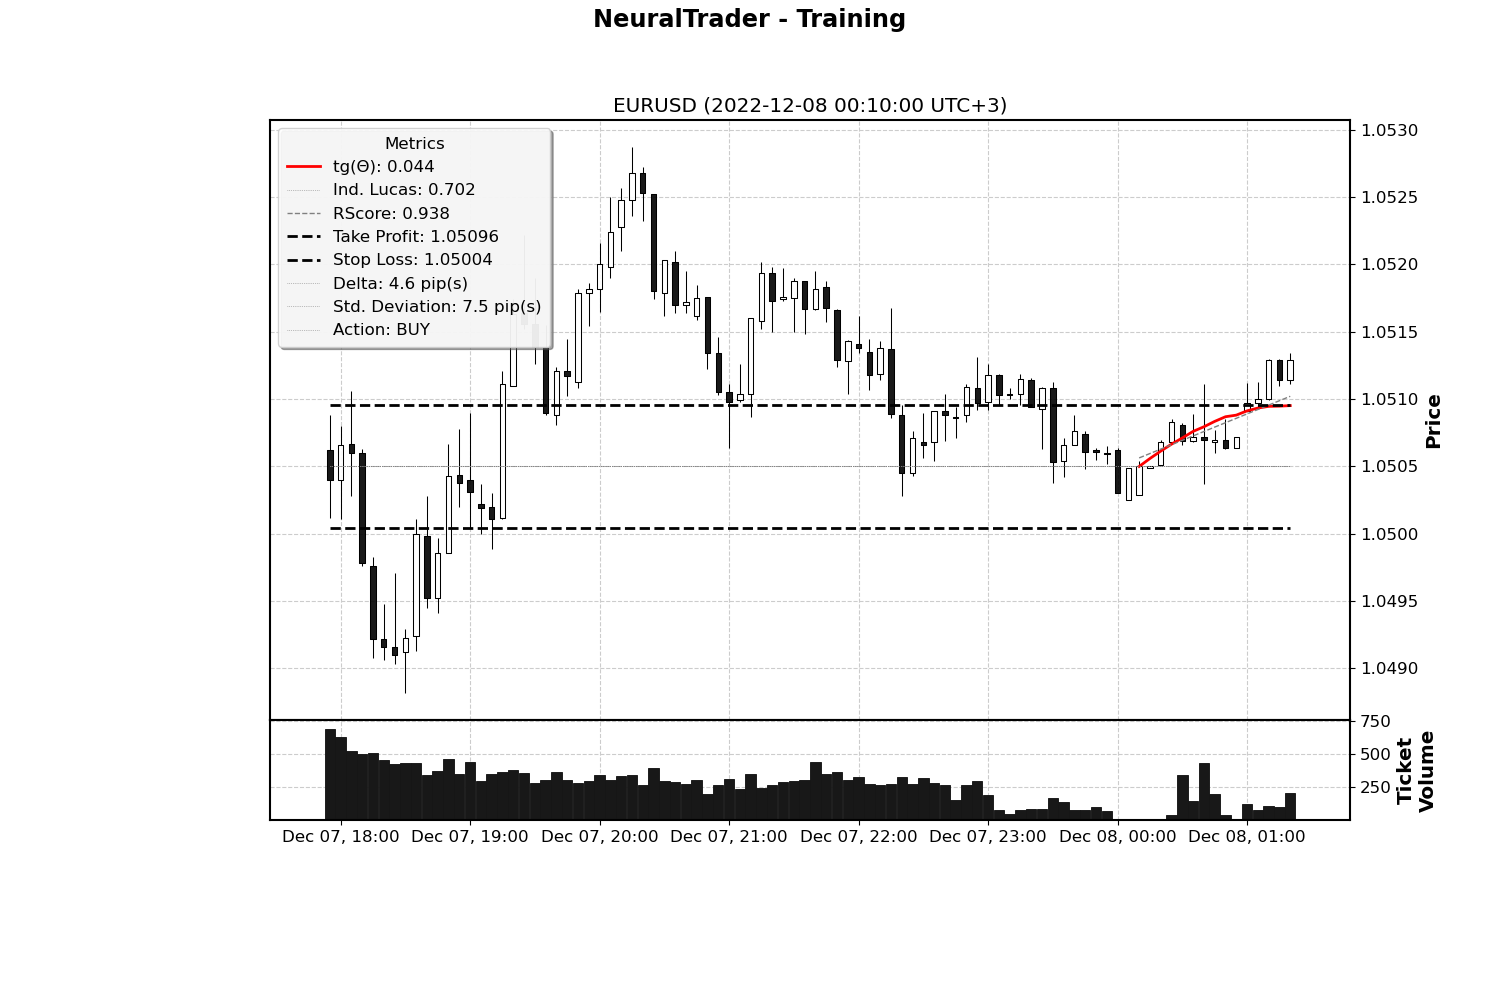 NeuralTrader - Training
EURUSD (2022-12-08 00:10:00 UTC+3)
Metrics
tg(Θ): 0.044
Ind. Lucas: 0.702
RScore: 0.938
Take Profit: 1.05096
Stop Loss: 1.05004
Delta: 4.6 pip(s)
Std. Deviation: 7.5 pip(s)
Action: BUY
1.0530
1.0525
1.0520
1.0515
1.0510
1.0505
1.0500
1.0495
1.0490
Price
750
500
250
Ticket
Volume
Dec 07, 18:00 Dec 07, 19:00 Dec 07, 20:00 Dec 07, 21:00 Dec 07, 22:00 Dec 07, 23:00 Dec 08, 00:00 Dec 08, 01:00